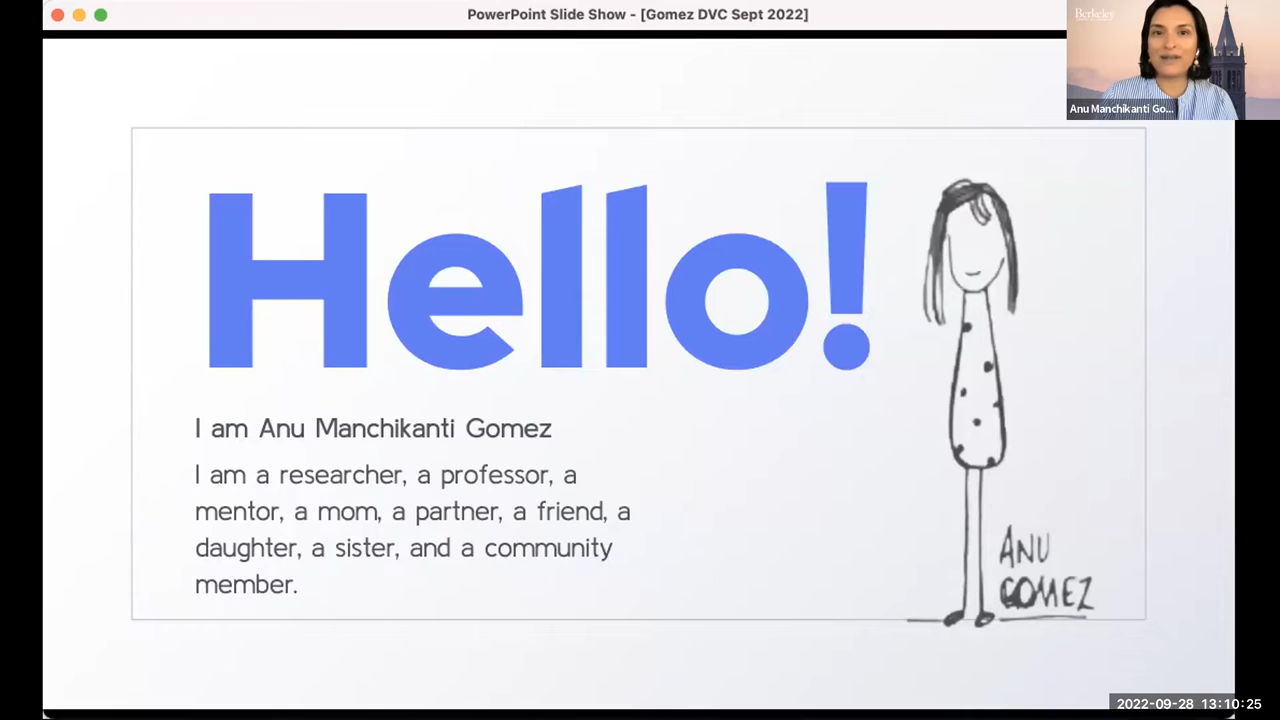 PowerPoint Slide Show - [Gomez DVC Sept 2022]
Berkeley
Anu Manchikanti Go...
Hello!
I am Anu Manchikanti Gomez
I am a researcher, a professor, a
mentor, a mom, a partner, a friend, a
daughter, a sister, and a community
member.
ANU
GOMEZ
2022-09-28 13:10:25